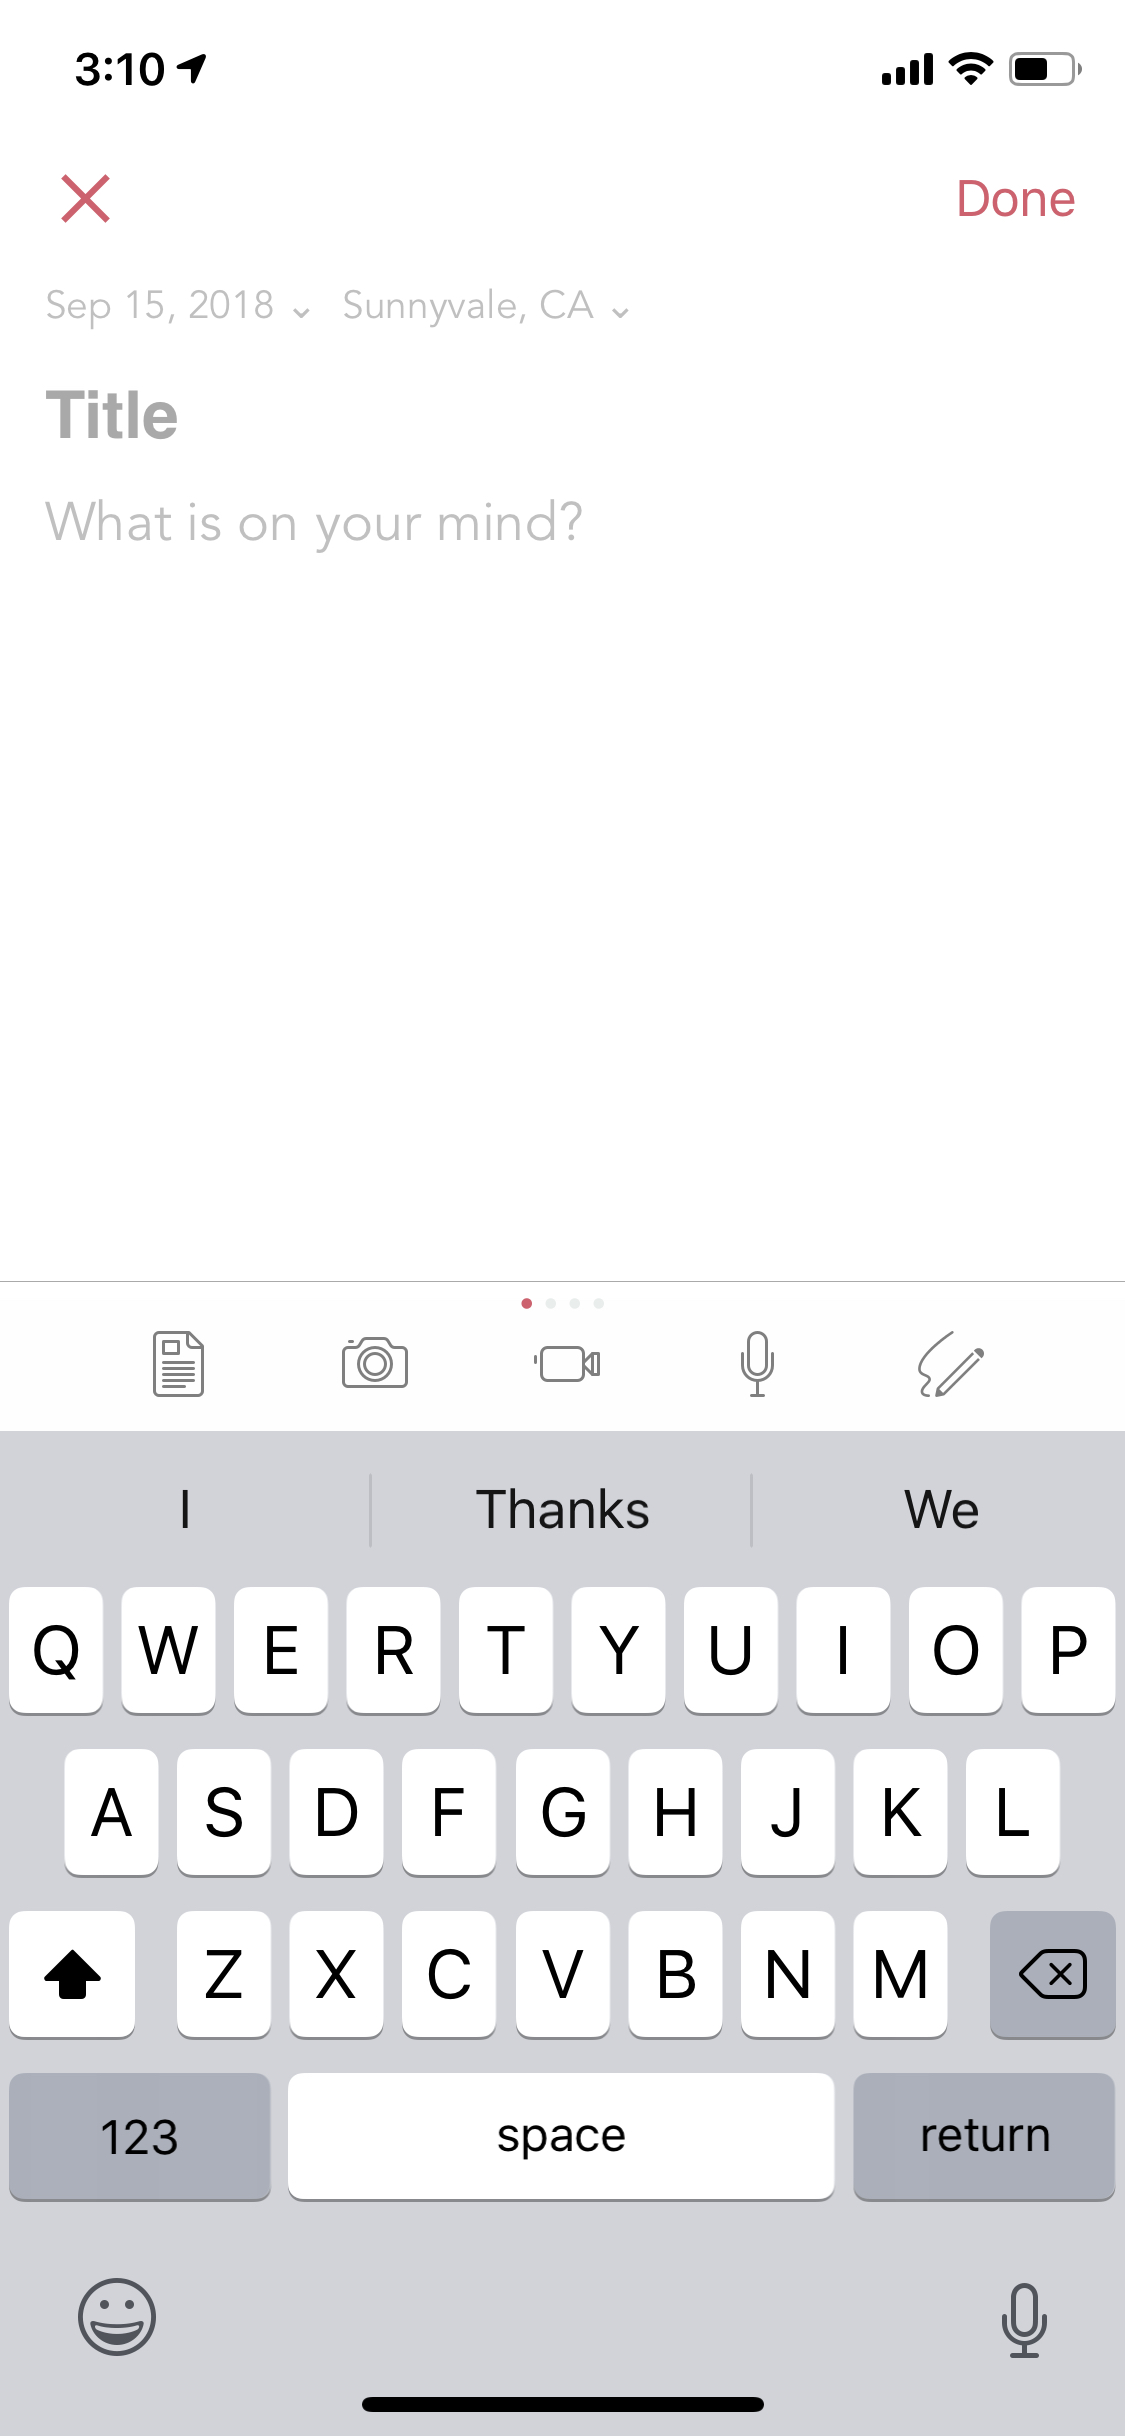 3:10
Done
Sep 15, 2018 Sunnyvale, CA
Title
What is on your mind?
I Thanks We
Q W E R T Y U I O P
A S D F G H J K L
Z X C V B N M
123 space return